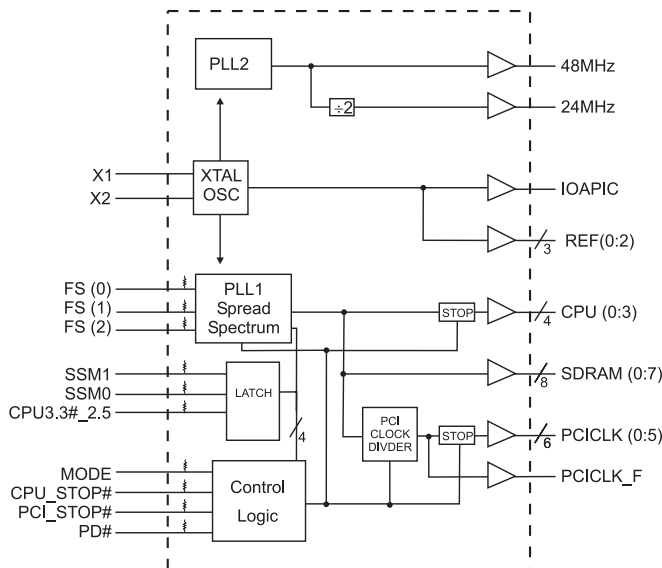 PLL2
48MHz
÷2
24MHz
X1
X2
XTAL
OSC
IOAPIC
REF(0:2)
3
FS (0)
FS (1)
FS (2)
PLL1
Spread
Spectrum
STOP
CPU (0:3)
4
SSM1
SSM0
CPU3.3#_2.5
LATCH
SDRAM (0:7)
8
4
PCI
CLOCK
DIVDER
STOP
PCICLK (0:5)
6
PCICLK_F
MODE
CPU_STOP#
PCI_STOP#
PD#
Control
Logic